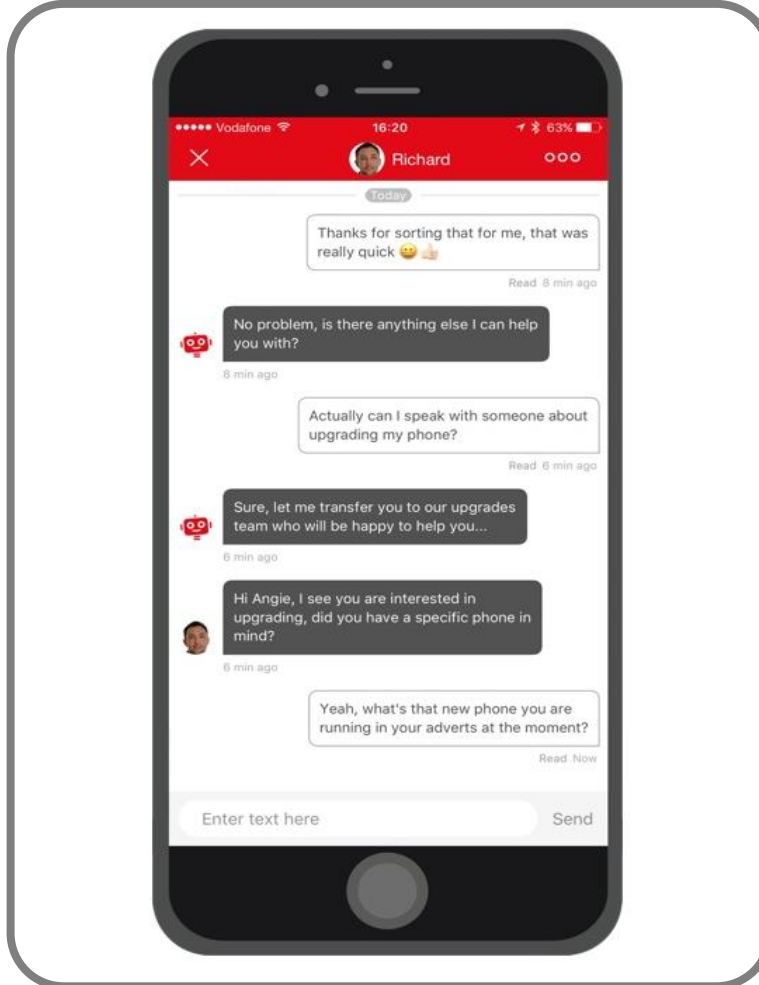 Vodafone 16:20 63%
Richard
Today
Thanks for sorting that for me, that was
really quick 😀 👍🏻
Read 8 min ago
No problem, is there anything else I can help
you with?
8 min ago
Actually can I speak with someone about
upgrading my phone?
Read 6 min ago
Sure, let me transfer you to our upgrades
team who will be happy to help you...
6 min ago
Hi Angie, I see you are interested in
upgrading, did you have a specific phone in
mind?
6 min ago
Yeah, what's that new phone you are
running in your adverts at the moment?
Read Now
Enter text here Send